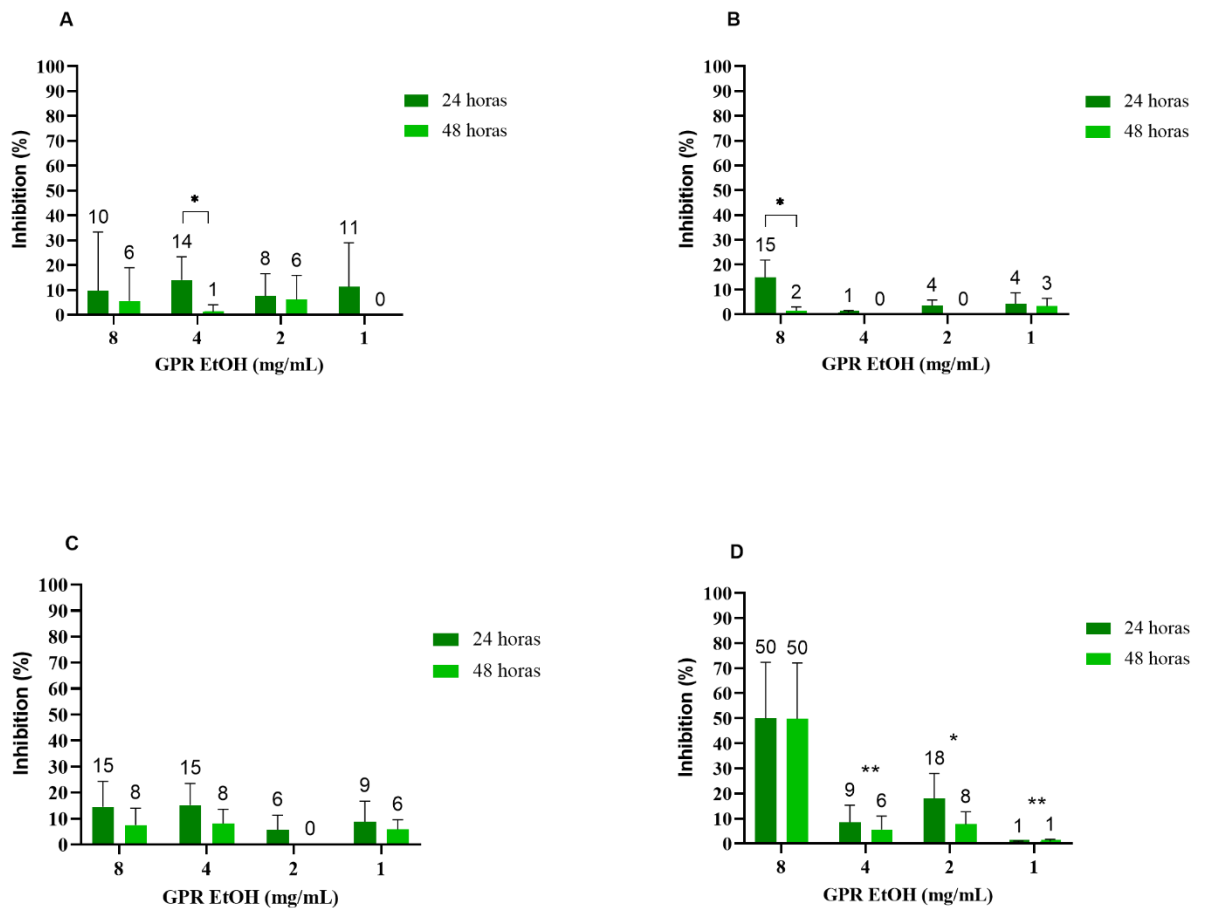 A
Inhibition (%)
100
90
80
70
60
50
40
30
20
10
0
10 6 14 1 8 6 11 0
*
8 4 2 1
GPR EtOH (mg/mL)
24 horas
48 horas
B
Inhibition (%)
100
90
80
70
60
50
40
30
20
10
0
15 2 1 0 4 0 4 3
*
8 4 2 1
GPR EtOH (mg/mL)
24 horas
48 horas
C
Inhibition (%)
100
90
80
70
60
50
40
30
20
10
0
15 8 15 8 6 0 9 6
8 4 2 1
GPR EtOH (mg/mL)
24 horas
48 horas
D
Inhibition (%)
100
90
80
70
60
50
40
30
20
10
0
50 50 9 6 18 8 1 1
** * **
8 4 2 1
GPR EtOH (mg/mL)
24 horas
48 horas